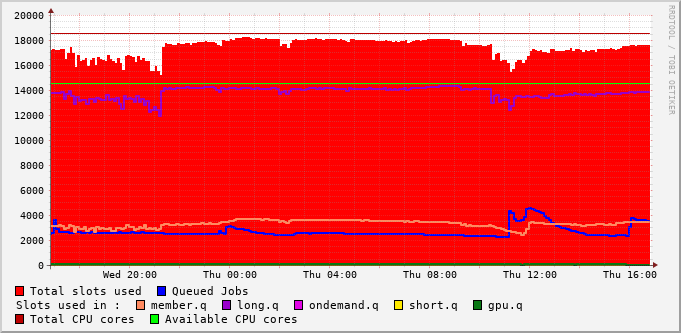 20000
18000
16000
14000
12000
10000
8000
6000
4000
2000
0
Wed 20:00 Thu 00:00 Thu 04:00 Thu 08:00 Thu 12:00 Thu 16:00
Total slots used Queued Jobs
Slots used in : member.q long.q ondemand.q short.q gpu.q
Total CPU cores Available CPU cores
RRDTOOL / TOBI OETIKER